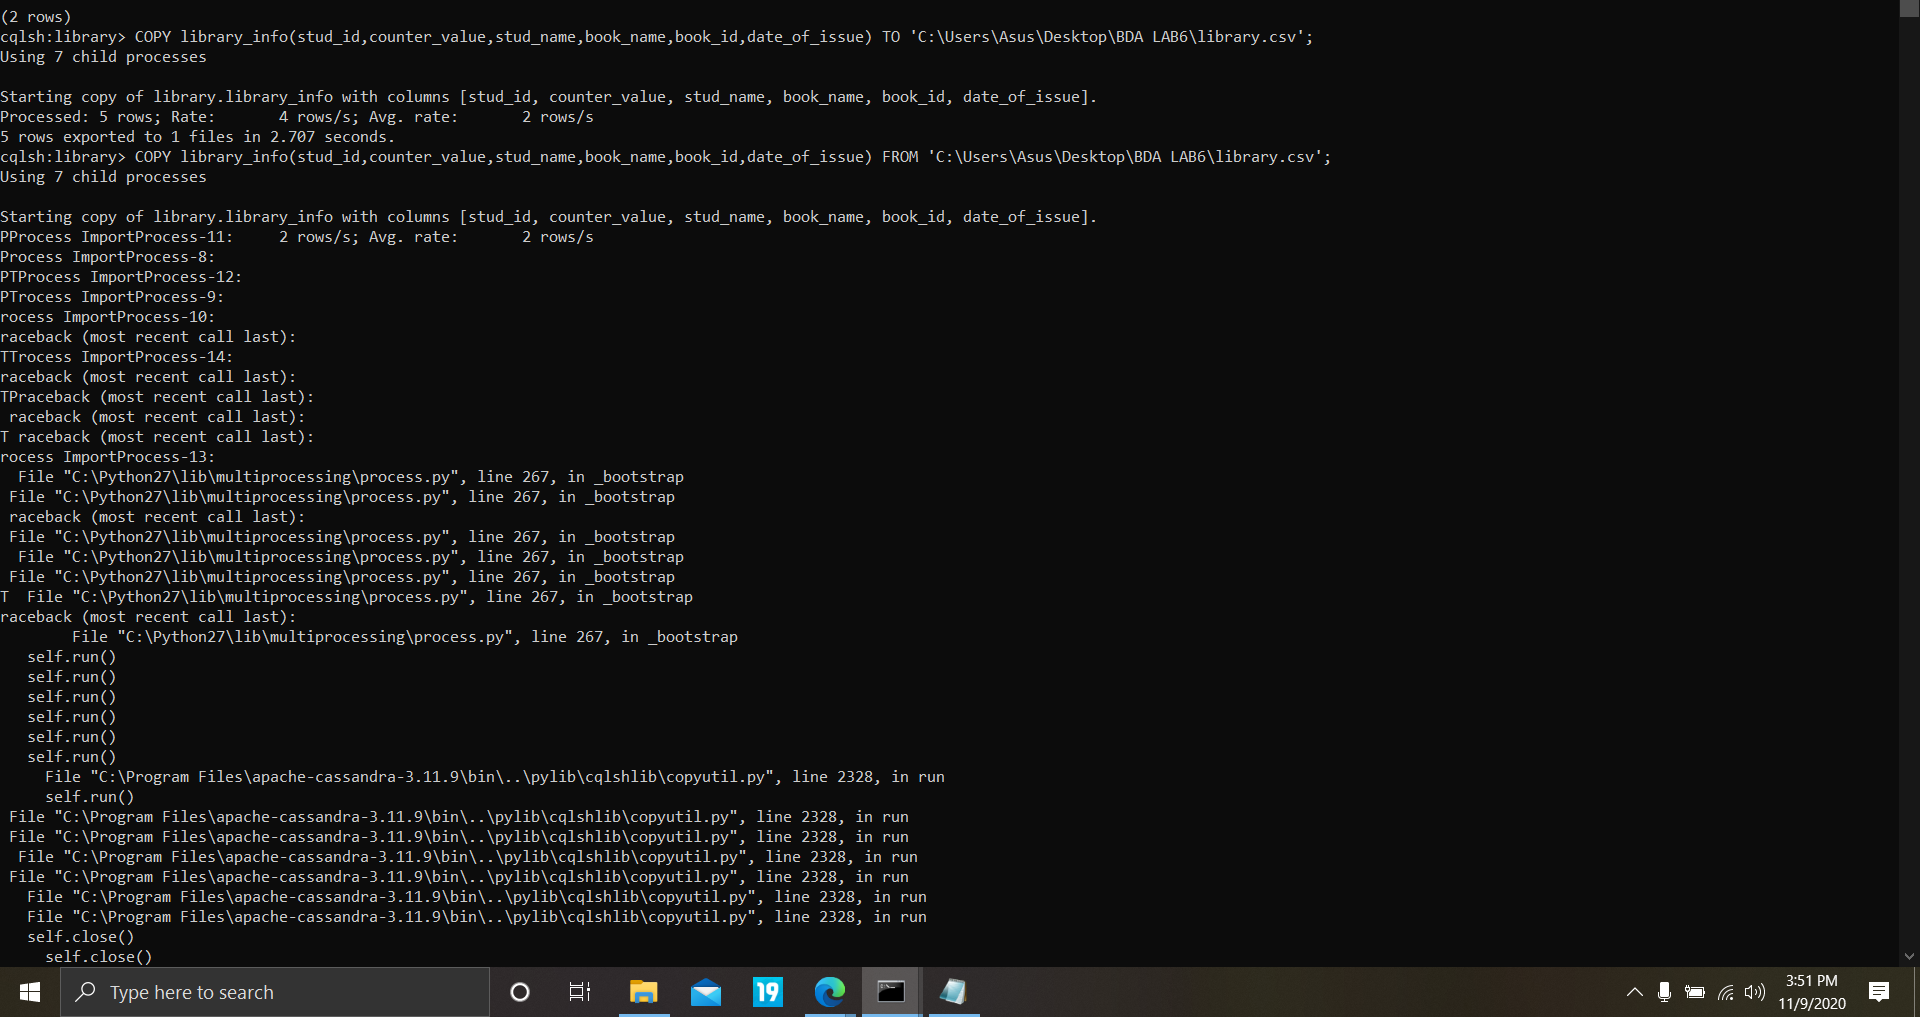 (2 rows)
cqlsh:library> COPY library_info(stud_id,counter_value,stud_name,book_name,book_id,date_of_issue) TO 'C:\Users\Asus\Desktop\BDA LAB6\library.csv';
Using 7 child processes
Starting copy of library.library_info with columns [stud_id, counter_value, stud_name, book_name, book_id, date_of_issue].
Processed: 5 rows; Rate:       4 rows/s; Avg. rate:       2 rows/s
5 rows exported to 1 files in 2.707 seconds.
cqlsh:library> COPY library_info(stud_id,counter_value,stud_name,book_name,book_id,date_of_issue) FROM 'C:\Users\Asus\Desktop\BDA LAB6\library.csv';
Using 7 child processes
Starting copy of library.library_info with columns [stud_id, counter_value, stud_name, book_name, book_id, date_of_issue].
PProcess ImportProcess-11:     2 rows/s; Avg. rate:       2 rows/s
Process ImportProcess-8:
PTProcess ImportProcess-12:
PTrocess ImportProcess-9:
rocess ImportProcess-10:
raceback (most recent call last):
TTrocess ImportProcess-14:
raceback (most recent call last):
TPraceback (most recent call last):
 raceback (most recent call last):
T raceback (most recent call last):
rocess ImportProcess-13:
  File "C:\Python27\lib\multiprocessing\process.py", line 267, in _bootstrap
 File "C:\Python27\lib\multiprocessing\process.py", line 267, in _bootstrap
 raceback (most recent call last):
 File "C:\Python27\lib\multiprocessing\process.py", line 267, in _bootstrap
  File "C:\Python27\lib\multiprocessing\process.py", line 267, in _bootstrap
 File "C:\Python27\lib\multiprocessing\process.py", line 267, in _bootstrap
T  File "C:\Python27\lib\multiprocessing\process.py", line 267, in _bootstrap
raceback (most recent call last):
        File "C:\Python27\lib\multiprocessing\process.py", line 267, in _bootstrap
   self.run()
   self.run()
   self.run()
   self.run()
   self.run()
   self.run()
     File "C:\Program Files\apache-cassandra-3.11.9\bin\..\pylib\cqlshlib\copyutil.py", line 2328, in run
     self.run()
 File "C:\Program Files\apache-cassandra-3.11.9\bin\..\pylib\cqlshlib\copyutil.py", line 2328, in run
 File "C:\Program Files\apache-cassandra-3.11.9\bin\..\pylib\cqlshlib\copyutil.py", line 2328, in run
  File "C:\Program Files\apache-cassandra-3.11.9\bin\..\pylib\cqlshlib\copyutil.py", line 2328, in run
 File "C:\Program Files\apache-cassandra-3.11.9\bin\..\pylib\cqlshlib\copyutil.py", line 2328, in run
   File "C:\Program Files\apache-cassandra-3.11.9\bin\..\pylib\cqlshlib\copyutil.py", line 2328, in run
   File "C:\Program Files\apache-cassandra-3.11.9\bin\..\pylib\cqlshlib\copyutil.py", line 2328, in run
   self.close()
     self.close()
Type here to search
19
3:51 PM
11/9/2020